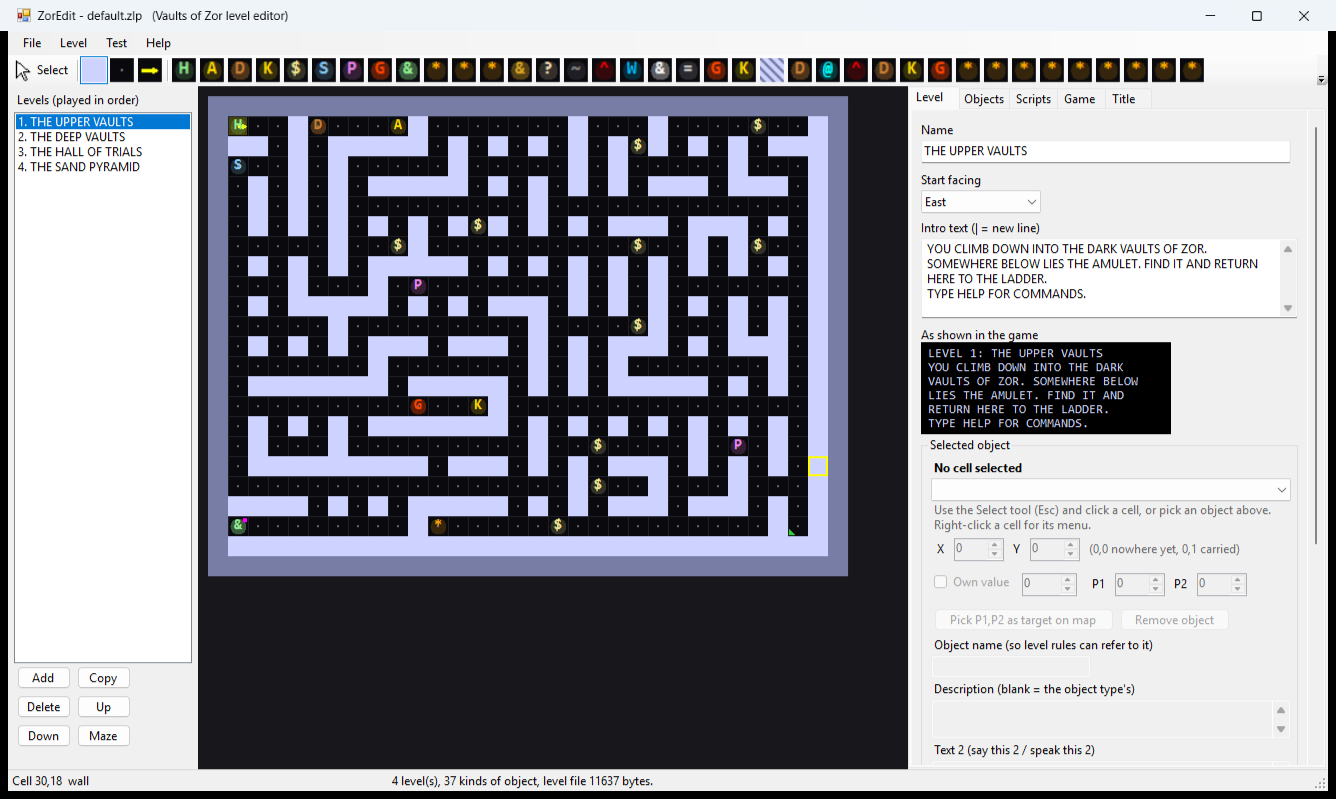 ZorEdit - default.zlp   (Vaults of Zor level editor)
File Level Test Help
Select H A D K $ S P G & * * * & ? ~ ^ W & = G K D @ ^ D K G * * * * * * * * *
Levels (played in order)
1. THE UPPER VAULTS
2. THE DEEP VAULTS
3. THE HALL OF TRIALS
4. THE SAND PYRAMID
Add Copy
Delete Up
Down Maze
H D A $
$
S
$
$ $ $
P
$
G K
$ P
$
& * $
Level Objects Scripts Game Title
Name
THE UPPER VAULTS
Start facing
East
Intro text (| = new line)
YOU CLIMB DOWN INTO THE DARK VAULTS OF ZOR.
SOMEWHERE BELOW LIES THE AMULET. FIND IT AND RETURN
HERE TO THE LADDER.
TYPE HELP FOR COMMANDS.
As shown in the game
LEVEL 1: THE UPPER VAULTS
YOU CLIMB DOWN INTO THE DARK
VAULTS OF ZOR. SOMEWHERE BELOW
LIES THE AMULET. FIND IT AND
RETURN HERE TO THE LADDER.
TYPE HELP FOR COMMANDS.
Selected object
No cell selected
Use the Select tool (Esc) and click a cell, or pick an object above.
Right-click a cell for its menu.
X 0 Y 0 (0,0 nowhere yet, 0,1 carried)
Own value 0 P1 0 P2 0
Pick P1,P2 as target on map Remove object
Object name (so level rules can refer to it)
Description (blank = the object type's)
Text 2 (say this 2 / speak this 2)
Cell 30,18  wall 4 level(s), 37 kinds of object, level file 11637 bytes.